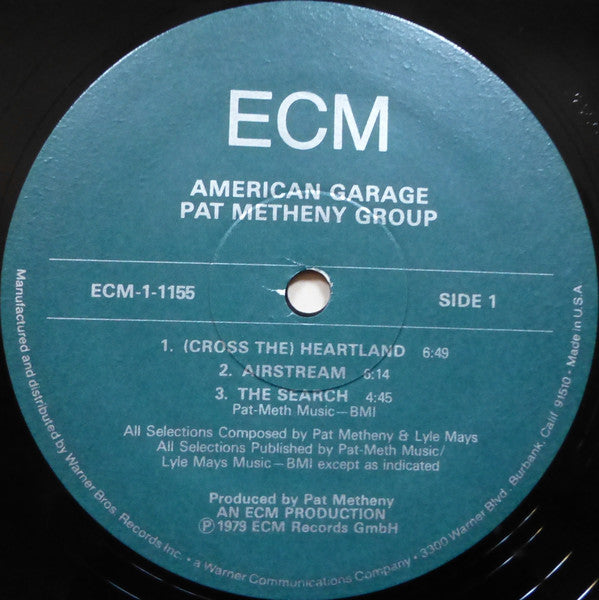 ECM
AMERICAN GARAGE
PAT METHENY GROUP
ECM-1-1155
SIDE 1
1. (CROSS THE) HEARTLAND 6:49
2. AIRSTREAM 6:14
3. THE SEARCH 4:45
Pat-Meth Music—BMI
All Selections Composed by Pat Metheny & Lyle Mays
All Selections Published by Pat-Meth Music/
Lyle Mays Music—BMI except as indicated
Produced by Pat Metheny
AN ECM PRODUCTION
℗ 1979 ECM Records GmbH
Manufactured and distributed by Warner Bros. Records Inc. • a Warner Communications Company • 3300 Warner Blvd. Burbank, Calif. 91510 • Made in U.S.A.